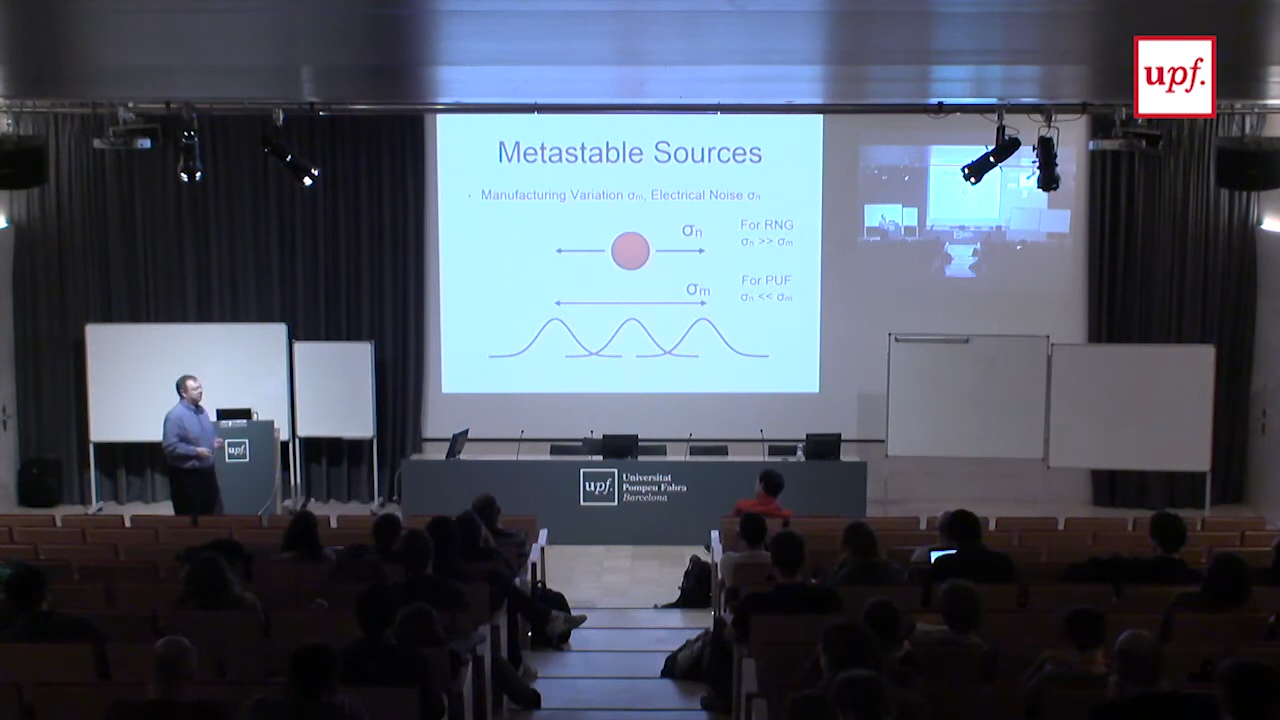 upf.
Metastable Sources
· Manufacturing Variation σm, Electrical Noise σn
σn
For RNG
σn >> σm
σm
For PUF
σn << σm
upf.
upf.
Universitat
Pompeu Fabra
Barcelona